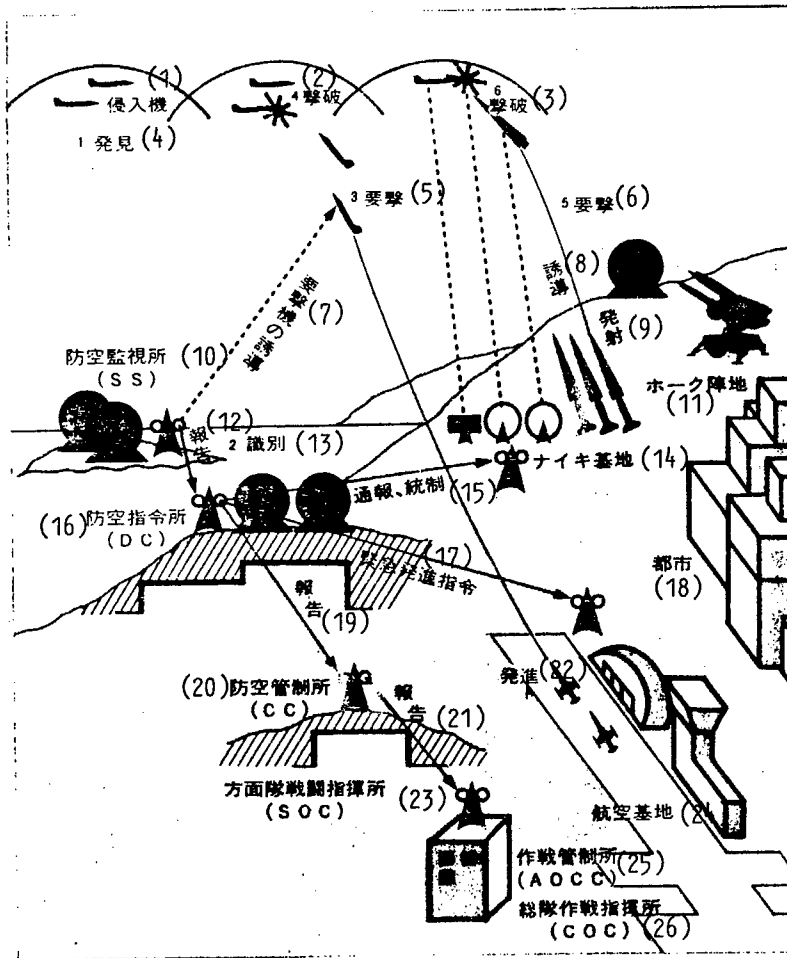 (1)
侵入機
(2)
4 撃破
6 撃破 (3)
1 発見 (4)
3 要撃 (5)
5 要撃 (6)
要撃機の誘導 (7)
誘導 (8)
発射 (9)
防空監視所 (10)
(SS)
ホーク陣地
(11)
(12)
報告
2 識別 (13)
ナイキ基地 (14)
通報、統制 (15)
(16) 防空指令所
(DC)
(17)
緊急発進指令
都市
(18)
報告 (19)
(20) 防空管制所
(CC)
報告 (21)
発進 (22)
方面隊戦闘指揮所 (23)
(SOC)
航空基地 (24)
作戦管制所 (25)
(AOCC)
総隊作戦指揮所
(COC) (26)